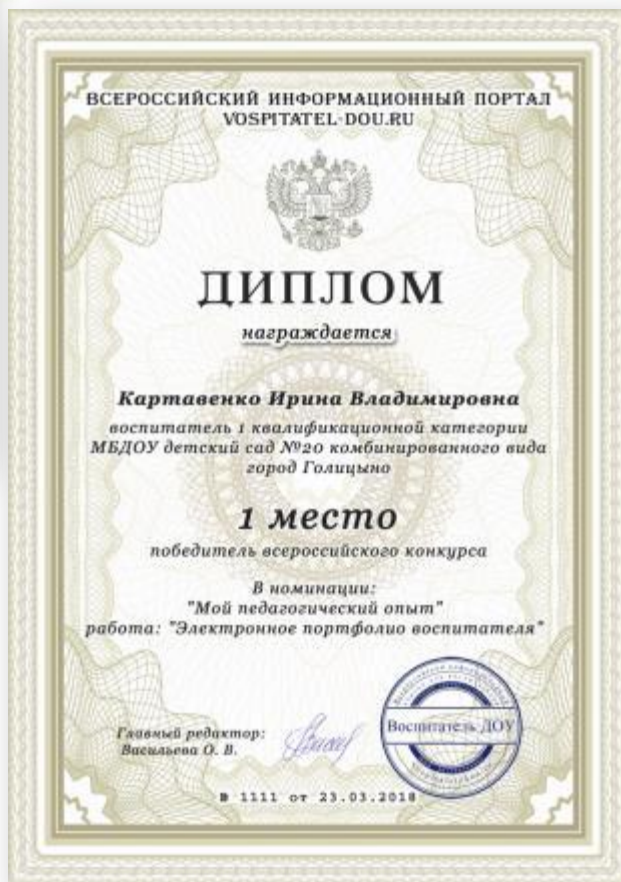 ВСЕРОССИЙСКИЙ ИНФОРМАЦИОННЫЙ ПОРТАЛ
VOSPITATEL-DOU.RU
ДИПЛОМ
награждается
Картавенко Ирина Владимировна
воспитатель 1 квалификационной категории
МБДОУ детский сад №20 комбинированного вида
город Голицыно
1 место
победитель всероссийского конкурса
В номинации:
"Мой педагогический опыт"
работа: "Электронное портфолио воспитателя"
Главный редактор:
Васильева О. В.
Воспитатель ДОУ
1111 от 23.03.2018